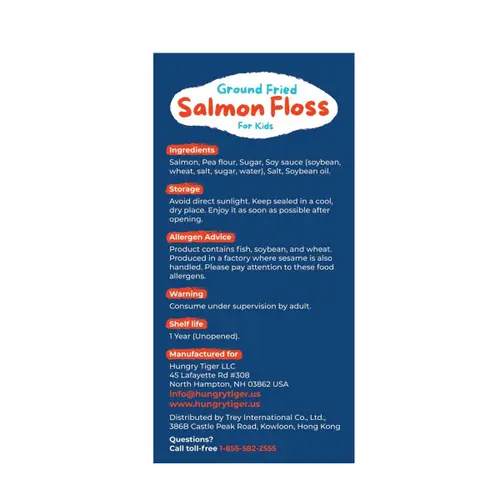 Ground Fried
Salmon Floss
For Kids
Ingredients
Salmon, Pea flour, Sugar, Soy sauce (soybean,
wheat, salt, sugar, water), Salt, Soybean oil.
Storage
Avoid direct sunlight. Keep sealed in a cool,
dry place. Enjoy it as soon as possible after
opening.
Allergen Advice
Product contains fish, soybean, and wheat.
Produced in a factory where sesame is also
handled. Please pay attention to these food
allergens.
Warning
Consume under supervision by adult.
Shelf life
1 Year (Unopened).
Manufactured for
Hungry Tiger LLC
45 Lafayette Rd #308
North Hampton, NH 03862 USA
info@hungrytiger.us
www.hungrytiger.us
Distributed by Trey International Co., Ltd.,
386B Castle Peak Road, Kowloon, Hong Kong
Questions?
Call toll-free 1-855-582-2555